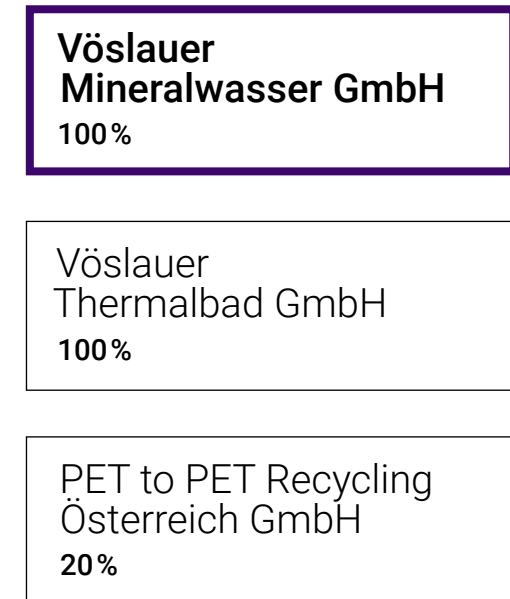 Vöslauer
Mineralwasser GmbH
100%
Vöslauer
Thermalbad GmbH
100%
PET to PET Recycling
Österreich GmbH
20%